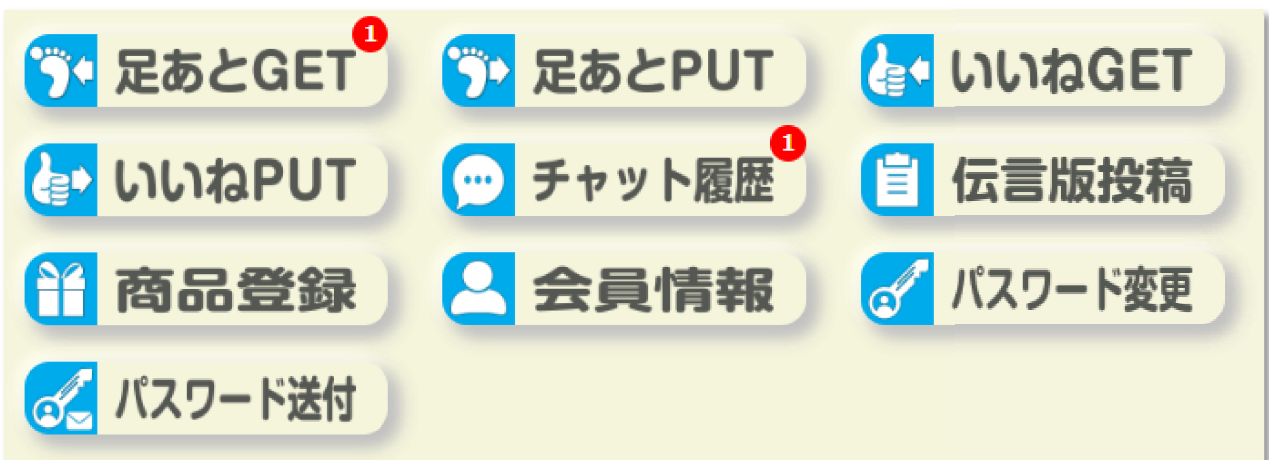 足あとGET 1
足あとPUT
いいねGET
いいねPUT
チャット履歴 1
伝言版投稿
商品登録
会員情報
パスワード変更
パスワード送付